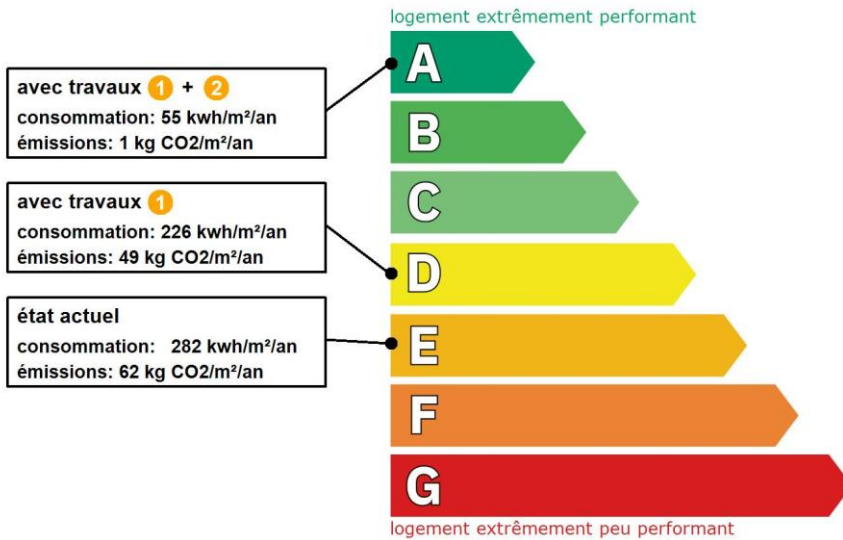 logement extrêmement performant
avec travaux 1 + 2
consommation: 55 kwh/m²/an
émissions: 1 kg CO2/m²/an
avec travaux 1
consommation: 226 kwh/m²/an
émissions: 49 kg CO2/m²/an
état actuel
consommation: 282 kwh/m²/an
émissions: 62 kg CO2/m²/an
A
B
C
D
E
F
G
logement extrêmement peu performant